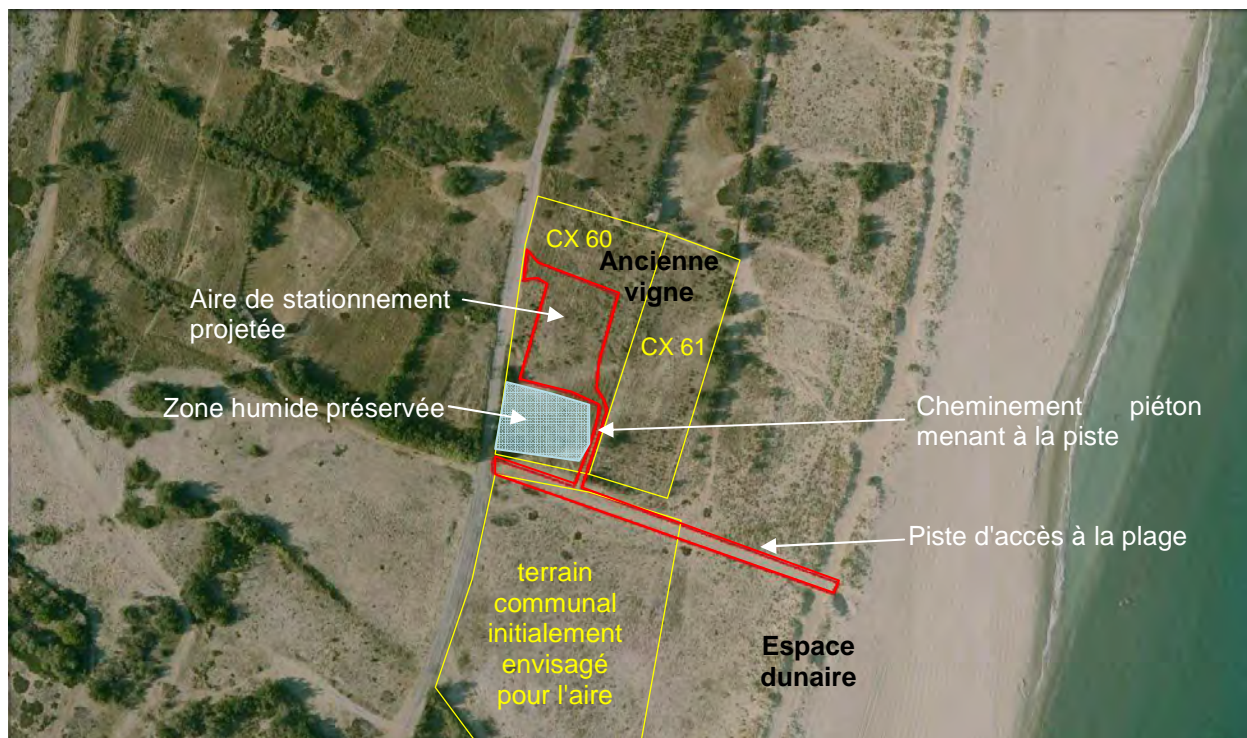 CX 60
Ancienne
vigne
Aire de stationnement
projetée
CX 61
Zone humide préservée
Cheminement piéton
menant à la piste
Piste d'accès à la plage
terrain
communal
initialement
envisagé
pour l'aire
Espace
dunaire